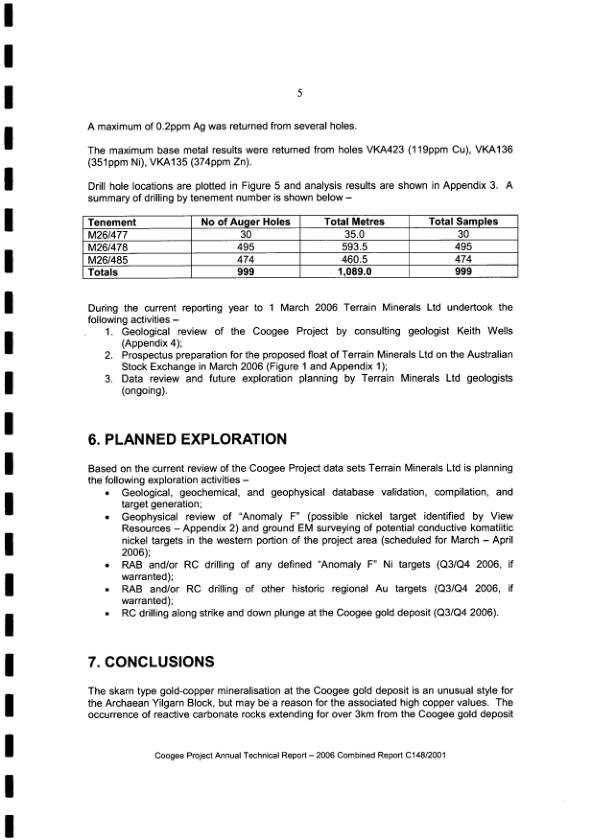 5
A maximum of 0.2ppm Ag was returned from several holes.
The maximum base metal results were returned from holes VKA423 (119ppm Cu), VKA136
(351ppm Ni), VKA135 (374ppm Zn).
Drill hole locations are plotted in Figure 5 and analysis results are shown in Appendix 3. A
summary of drilling by tenement number is shown below –
Tenement No of Auger Holes Total Metres Total Samples
M26/477 30 35.0 30
M26/478 495 593.5 495
M26/485 474 460.5 474
Totals 999 1,089.0 999
During the current reporting year to 1 March 2006 Terrain Minerals Ltd undertook the
following activities –
1. Geological review of the Coogee Project by consulting geologist Keith Wells
(Appendix 4);
2. Prospectus preparation for the proposed float of Terrain Minerals Ltd on the Australian
Stock Exchange in March 2006 (Figure 1 and Appendix 1);
3. Data review and future exploration planning by Terrain Minerals Ltd geologists
(ongoing).
6. PLANNED EXPLORATION
Based on the current review of the Coogee Project data sets Terrain Minerals Ltd is planning
the following exploration activities –
• Geological, geochemical, and geophysical database validation, compilation, and
target generation;
• Geophysical review of “Anomaly F” (possible nickel target identified by View
Resources – Appendix 2) and ground EM surveying of potential conductive komatiitic
nickel targets in the western portion of the project area (scheduled for March – April
2006);
• RAB and/or RC drilling of any defined “Anomaly F” Ni targets (Q3/Q4 2006, if
warranted);
• RAB and/or RC drilling of other historic regional Au targets (Q3/Q4 2006, if
warranted);
• RC drilling along strike and down plunge at the Coogee gold deposit (Q3/Q4 2006).
7. CONCLUSIONS
The skarn type gold-copper mineralisation at the Coogee gold deposit is an unusual style for
the Archaean Yilgarn Block, but may be a reason for the associated high copper values. The
occurrence of reactive carbonate rocks extending for over 3km from the Coogee gold deposit
Coogee Project Annual Technical Report – 2006 Combined Report C148/2001